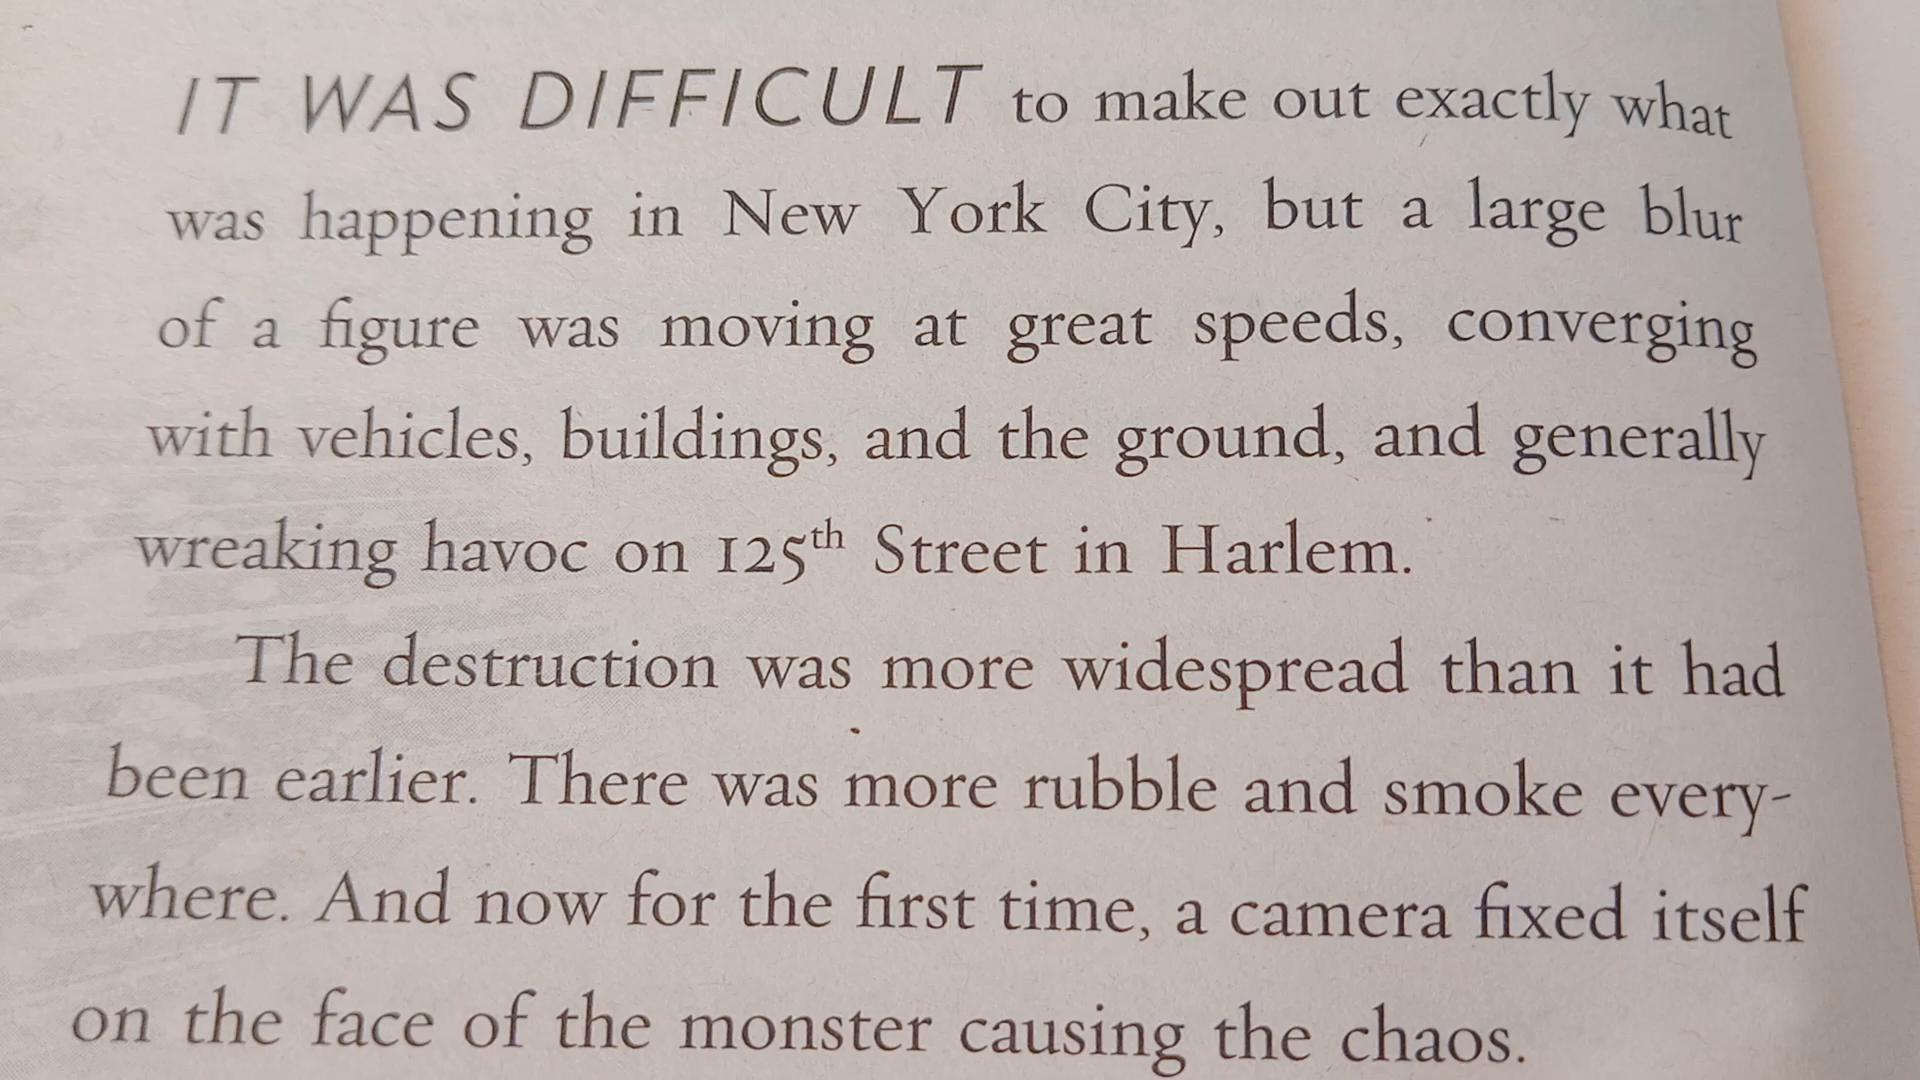 IT WAS DIFFICULT to make out exactly what
was happening in New York City, but a large blur
of a figure was moving at great speeds, converging
with vehicles, buildings, and the ground, and generally
wreaking havoc on 125th Street in Harlem.
The destruction was more widespread than it had
been earlier. There was more rubble and smoke every-
where. And now for the first time, a camera fixed itself
on the face of the monster causing the chaos.